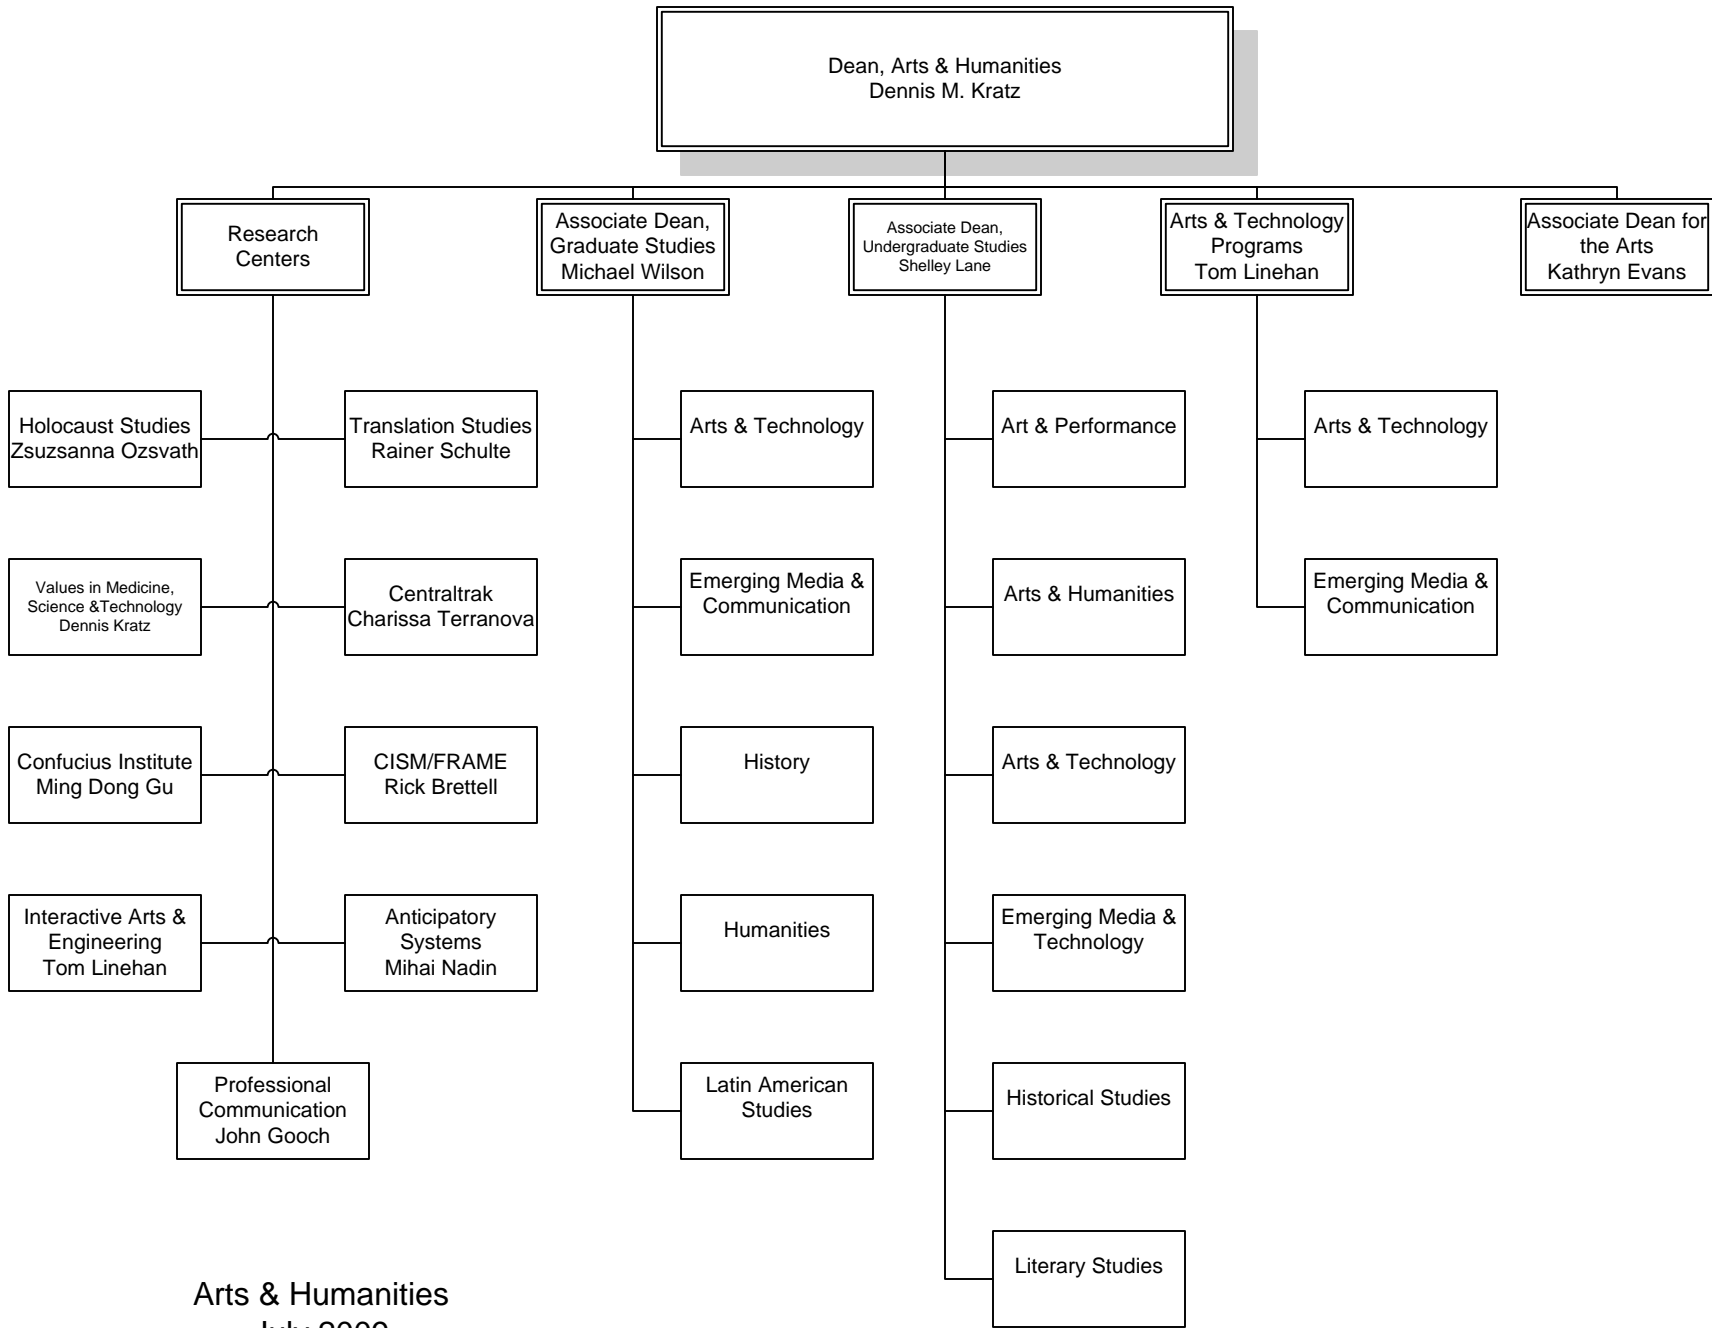 Dean, Arts & Humanities
Dennis M. Kratz
Research
Centers
Associate Dean,
Graduate Studies
Michael Wilson
Associate Dean,
Undergraduate Studies
Shelley Lane
Arts & Technology
Programs
Tom Linehan
Associate Dean for
the Arts
Kathryn Evans
Holocaust Studies
Zsuzsanna Ozsvath
Translation Studies
Rainer Schulte
Arts & Technology
Art & Performance
Arts & Technology
Values in Medicine,
Science &Technology
Dennis Kratz
Centraltrak
Charissa Terranova
Emerging Media &
Communication
Arts & Humanities
Emerging Media &
Communication
Confucius Institute
Ming Dong Gu
CISM/FRAME
Rick Brettell
History
Arts & Technology
Interactive Arts &
Engineering
Tom Linehan
Anticipatory
Systems
Mihai Nadin
Humanities
Emerging Media &
Technology
Professional
Communication
John Gooch
Latin American
Studies
Historical Studies
Literary Studies
Arts & Humanities
July